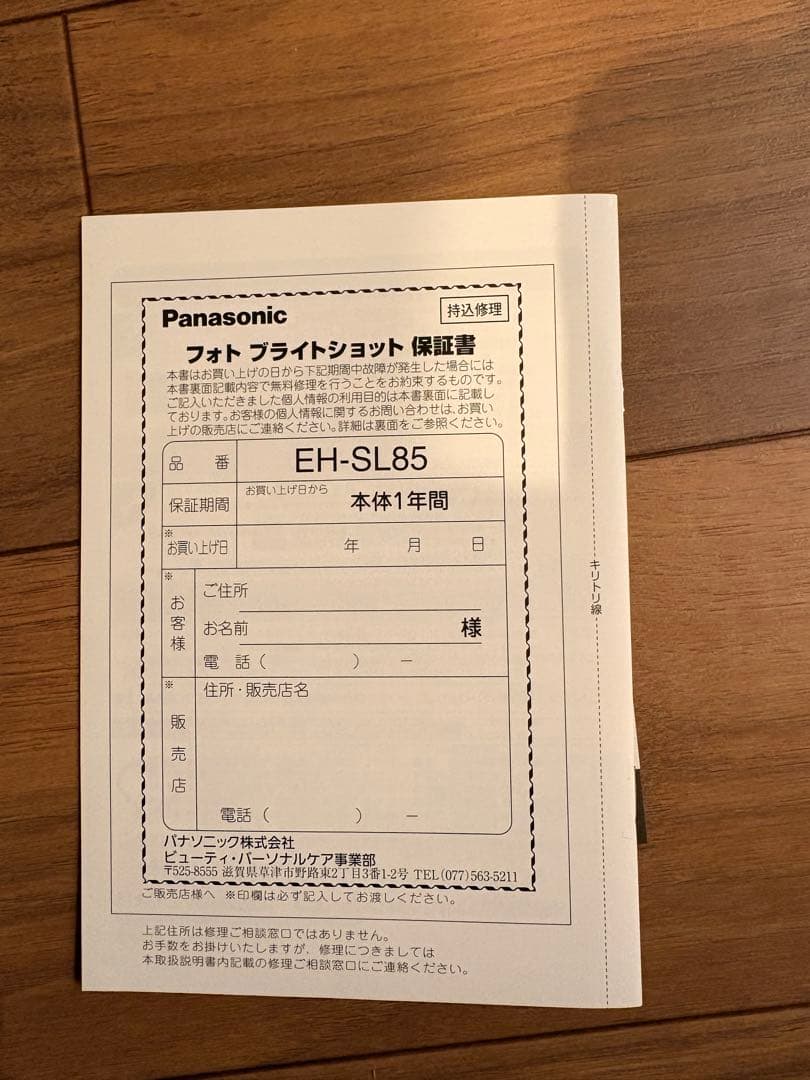 Panasonic
持込修理
フォト ブライトショット 保証書
本書はお買い上げの日から下記期間中故障が発生した場合には
本書裏面記載内容で無料修理を行うことをお約束するものです。
ご記入いただきました個人情報の利用目的は本書裏面に記載し
ております。お客様の個人情報に関するお問い合わせは、お買い
上げの販売店にご連絡ください。詳細は裏面をご参照ください。
品 番 EH-SL85
保証期間 お買い上げ日から 本体1年間
※お買い上げ日 年 月 日
※お客様
ご住所
お名前 様
電 話( ) −
※販売店
住所・販売店名
電話( ) −
パナソニック株式会社
ビューティ・パーソナルケア事業部
〒525-8555 滋賀県草津市野路東2丁目3番1-2号 TEL(077)563-5211
ご販売店様へ ※印欄は必ず記入してお渡しください。
上記住所は修理ご相談窓口ではありません。
お手数をお掛けいたしますが、修理につきましては
本取扱説明書内記載の修理ご相談窓口にご連絡ください。
キリトリ線